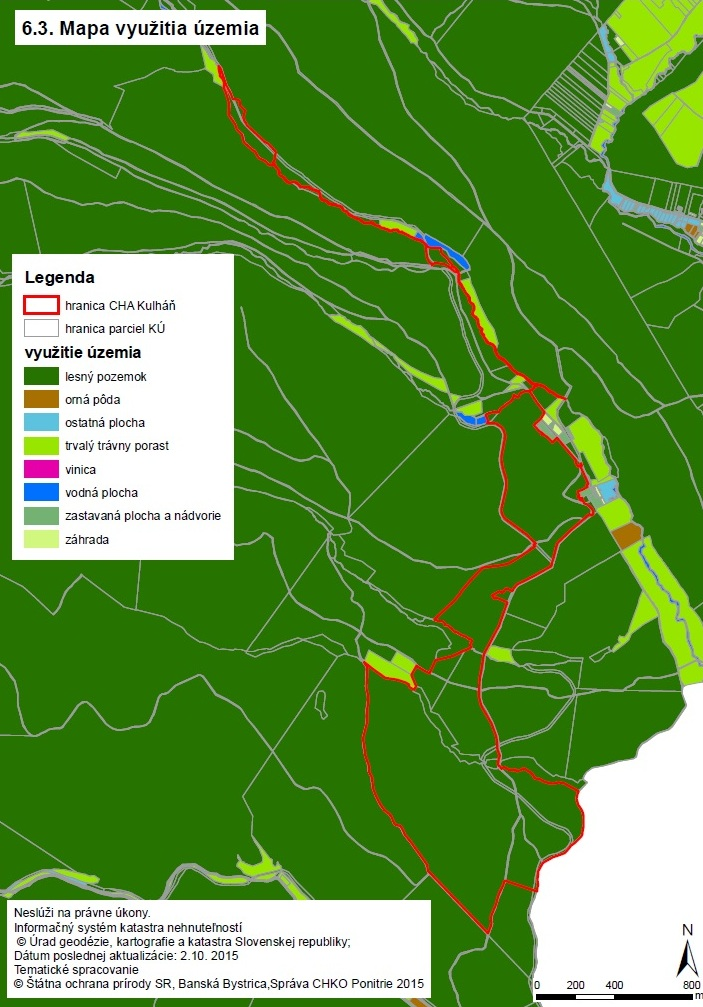 6.3. Mapa využitia územia
Legenda
hranica CHA Kulháň
hranica parciel KÚ
využitie územia
lesný pozemok
orná pôda
ostatná plocha
trvalý trávny porast
vinica
vodná plocha
zastavaná plocha a nádvorie
záhrada
Neslúži na právne úkony.
Informačný systém katastra nehnuteľností
© Úrad geodézie, kartografie a katastra Slovenskej republiky;
Dátum poslednej aktualizácie: 2.10. 2015
Tematické spracovanie
© Štátna ochrana prírody SR, Banská Bystrica,Správa CHKO Ponitrie 2015
N
0 200 400 800
m